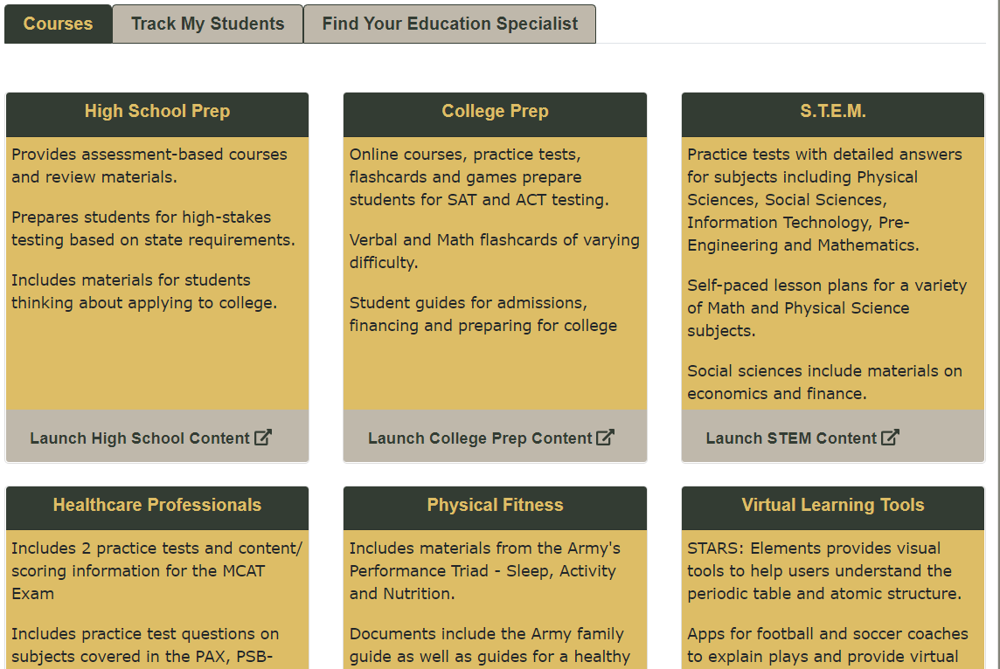 Courses
Track My Students
Find Your Education Specialist
High School Prep
Provides assessment-based courses
and review materials.
Prepares students for high-stakes
testing based on state requirements.
Includes materials for students
thinking about applying to college.
Launch High School Content
College Prep
Online courses, practice tests,
flashcards and games prepare
students for SAT and ACT testing.
Verbal and Math flashcards of varying
difficulty.
Student guides for admissions,
financing and preparing for college
Launch College Prep Content
S.T.E.M.
Practice tests with detailed answers
for subjects including Physical
Sciences, Social Sciences,
Information Technology, Pre-
Engineering and Mathematics.
Self-paced lesson plans for a variety
of Math and Physical Science
subjects.
Social sciences include materials on
economics and finance.
Launch STEM Content
Healthcare Professionals
Includes 2 practice tests and content/
scoring information for the MCAT
Exam
Includes practice test questions on
subjects covered in the PAX, PSB-
Physical Fitness
Includes materials from the Army's
Performance Triad - Sleep, Activity
and Nutrition.
Documents include the Army family
guide as well as guides for a healthy
Virtual Learning Tools
STARS: Elements provides visual
tools to help users understand the
periodic table and atomic structure.
Apps for football and soccer coaches
to explain plays and provide virtual